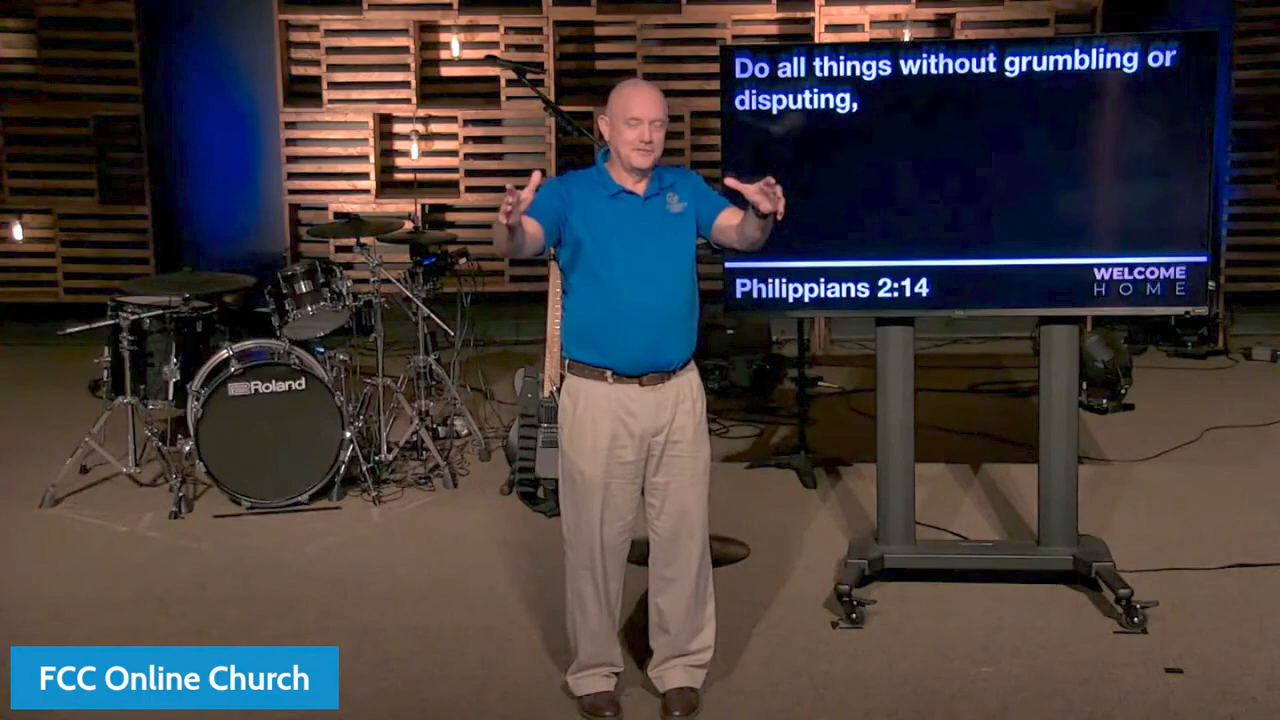 Do all things without grumbling or
disputing,
Philippians 2:14
WELCOME
HOME
Roland
FCC Online Church